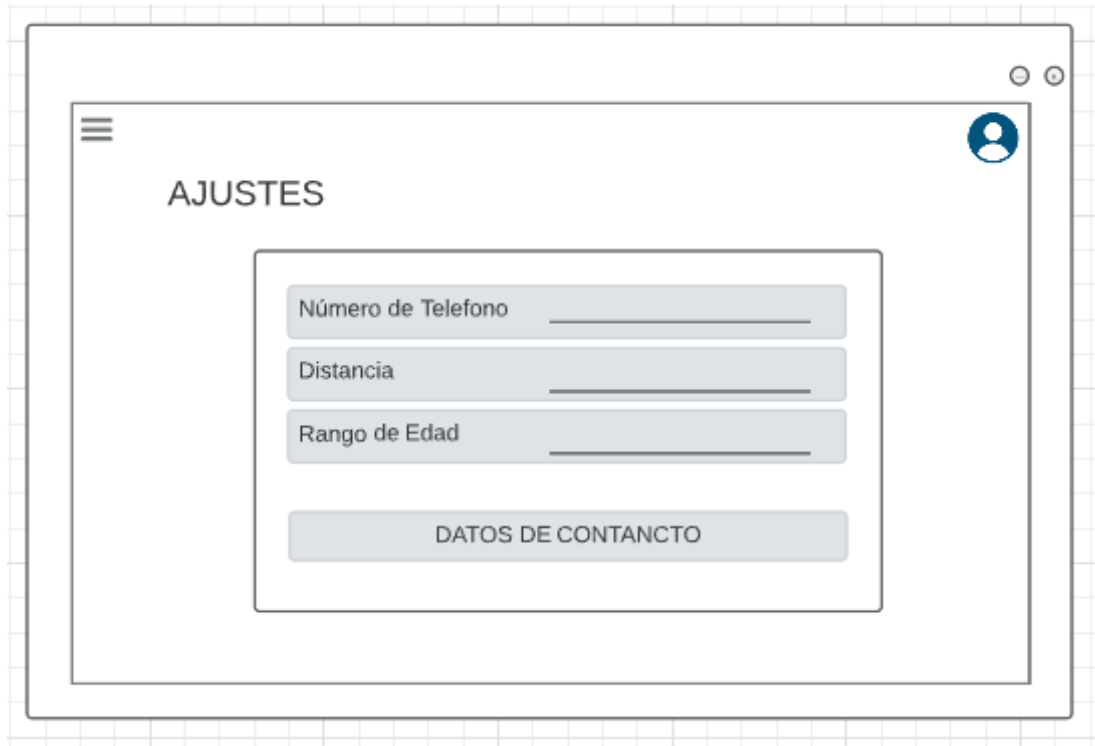 AJUSTES
Número de Telefono
Distancia
Rango de Edad
DATOS DE CONTANCTO